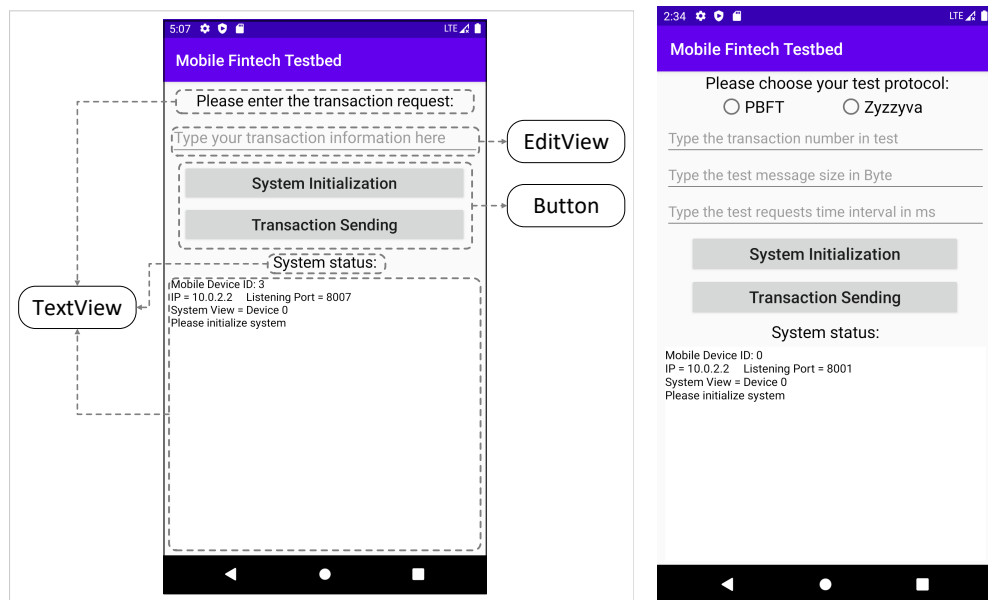 5:07
LTE
Mobile Fintech Testbed
Please enter the transaction request:
Type your transaction information here
EditView
System Initialization
Button
Transaction Sending
System status:
TextView
Mobile Device ID: 3
IP = 10.0.2.2 Listening Port = 8007
System View = Device 0
Please initialize system
2:34
LTE
Mobile Fintech Testbed
Please choose your test protocol:
PBFT Zyzzyva
Type the transaction number in test
Type the test message size in Byte
Type the test requests time interval in ms
System Initialization
Transaction Sending
System status:
Mobile Device ID: 0
IP = 10.0.2.2 Listening Port = 8001
System View = Device 0
Please initialize system